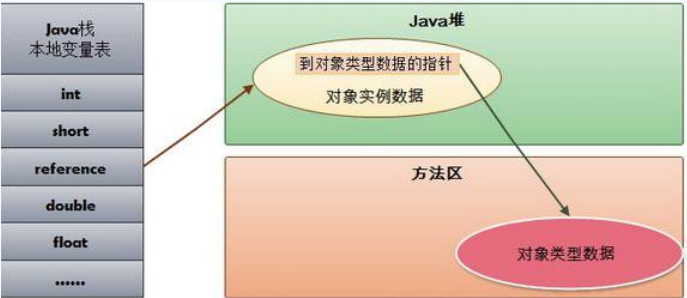 Java栈
本地变量表
int
short
reference
double
float
......
Java堆
到对象类型数据的指针
对象实例数据
方法区
对象类型数据